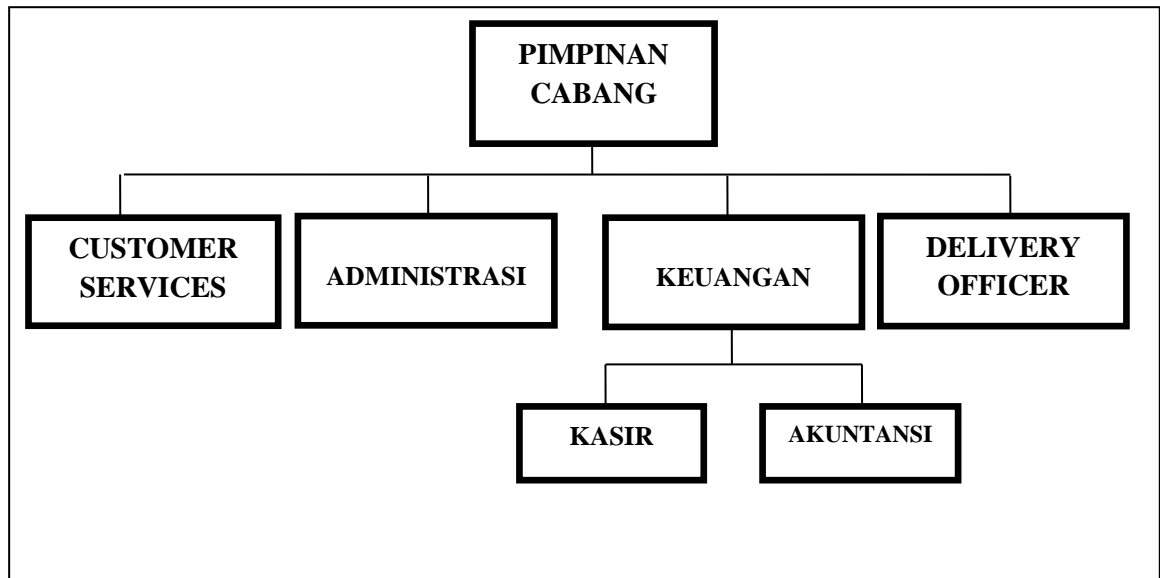 PIMPINAN
CABANG
CUSTOMER
SERVICES
ADMINISTRASI
KEUANGAN
DELIVERY
OFFICER
KASIR
AKUNTANSI